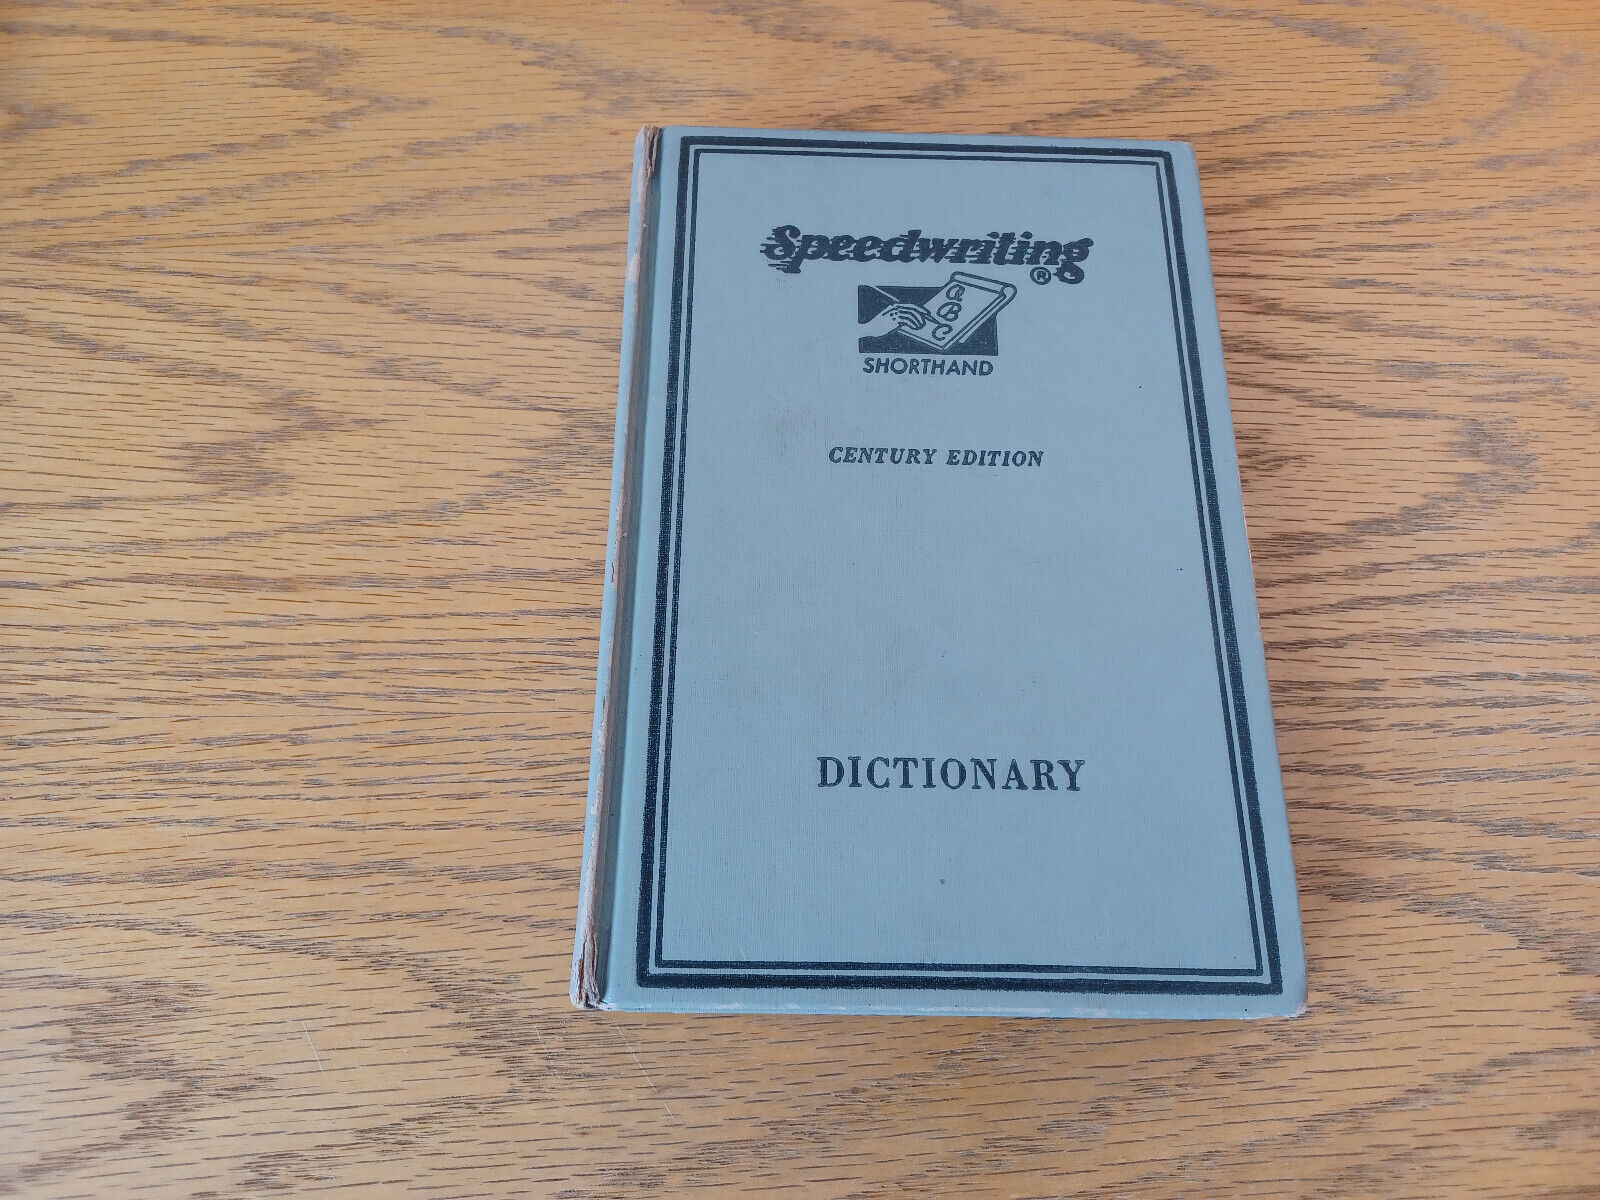 Speedwriting
®
A
B
C
SHORTHAND
CENTURY EDITION
DICTIONARY